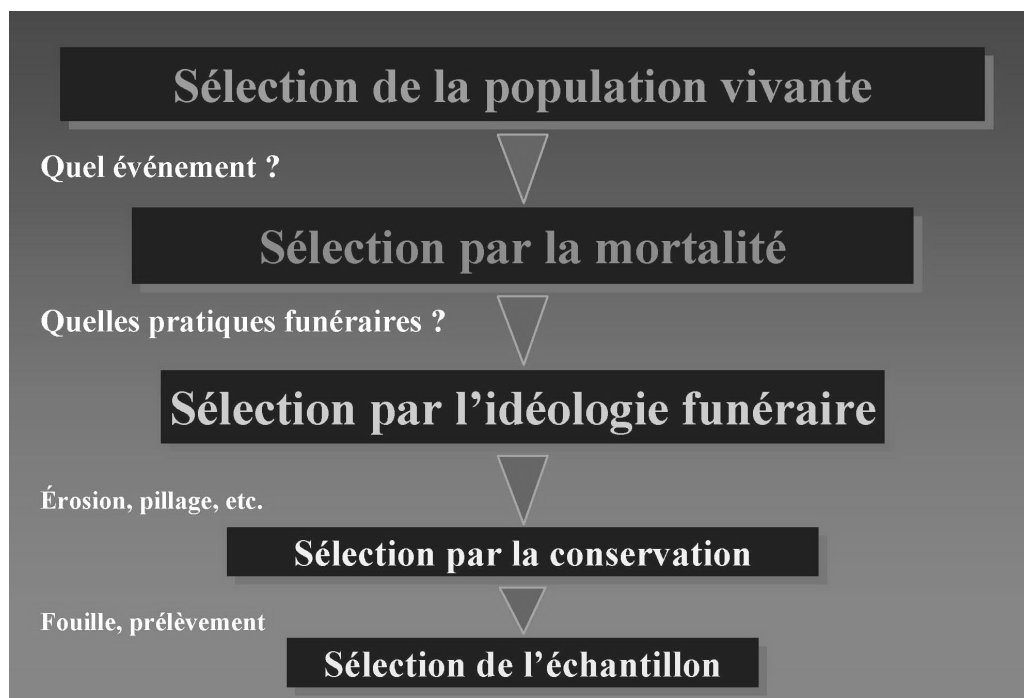 Sélection de la population vivante
Quel événement ?
Sélection par la mortalité
Quelles pratiques funéraires ?
Sélection par l’idéologie funéraire
Érosion, pillage, etc.
Sélection par la conservation
Fouille, prélèvement
Sélection de l’échantillon